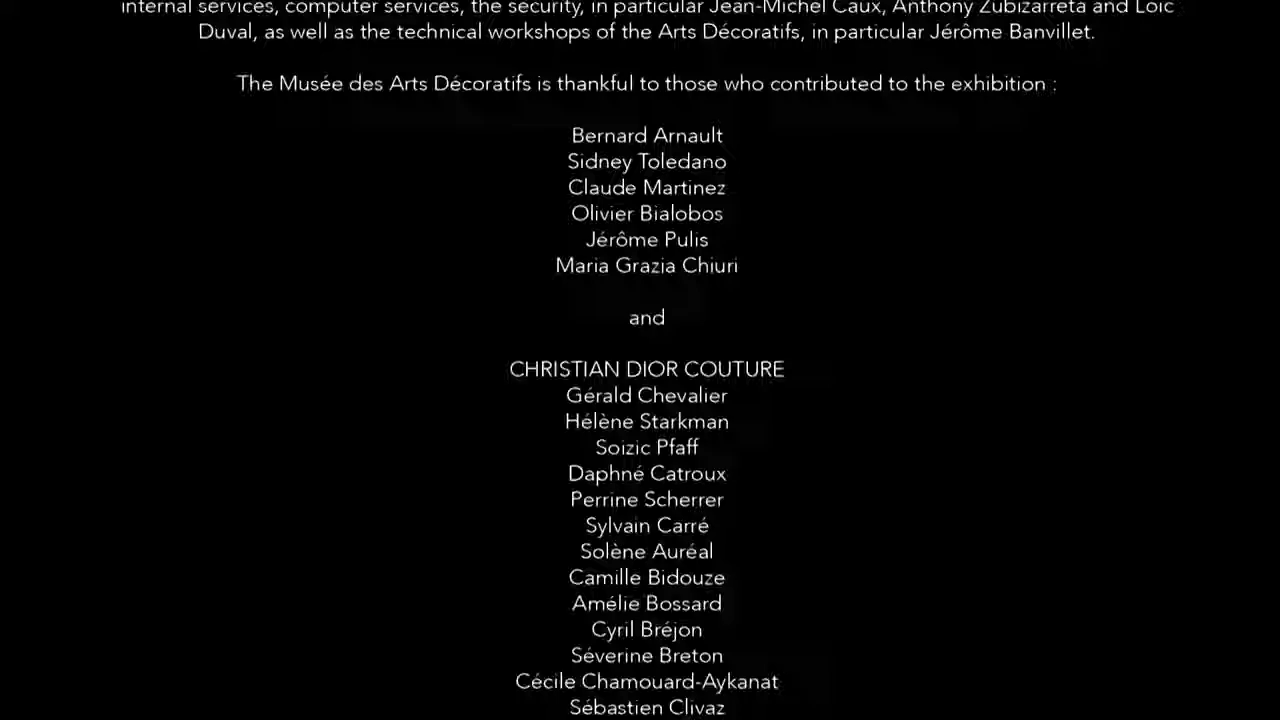 internal services, computer services, the security, in particular Jean-Michel Caux, Anthony Zubizarreta and Loïc
Duval, as well as the technical workshops of the Arts Décoratifs, in particular Jérôme Banvillet.
The Musée des Arts Décoratifs is thankful to those who contributed to the exhibition :
Bernard Arnault
Sidney Toledano
Claude Martinez
Olivier Bialobos
Jérôme Pulis
Maria Grazia Chiuri
and
CHRISTIAN DIOR COUTURE
Gérald Chevalier
Hélène Starkman
Soizic Pfaff
Daphné Catroux
Perrine Scherrer
Sylvain Carré
Solène Auréal
Camille Bidouze
Amélie Bossard
Cyril Bréjon
Séverine Breton
Cécile Chamouard-Aykanat
Sébastien Clivaz